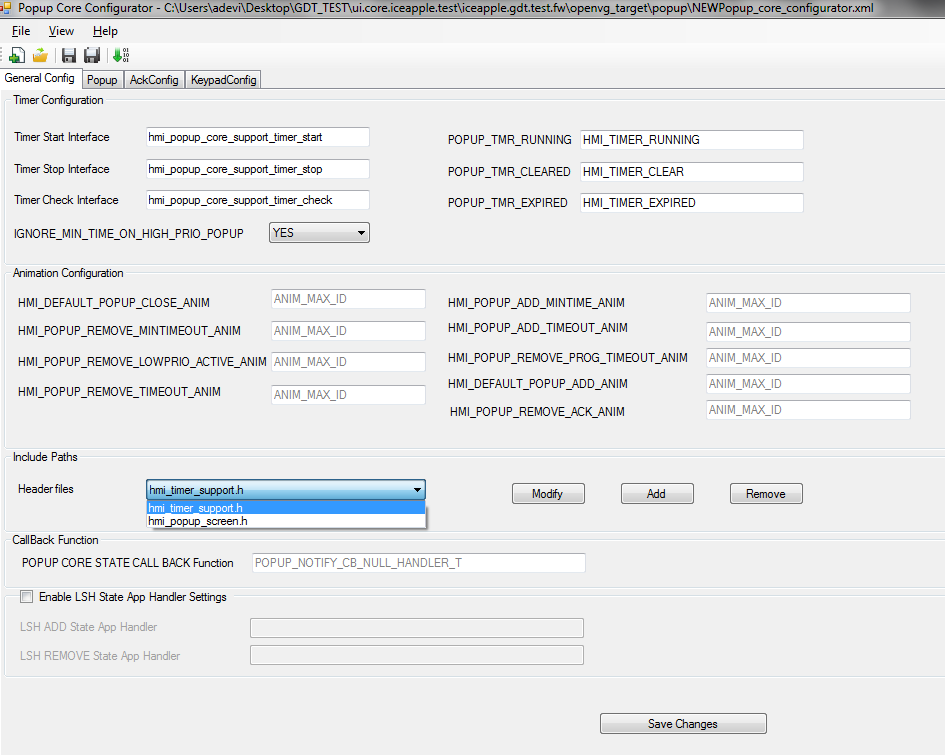 Popup Core Configurator - C:\Users\adevi\Desktop\GDT_TEST\ui.core.iceapple.test\iceapple.gdt.test.fw\openvg_target\popup\NEWPopup_core_configurator.xml
File View Help
General Config Popup AckConfig KeypadConfig
Timer Configuration
Timer Start Interface hmi_popup_core_support_timer_start POPUP_TMR_RUNNING HMI_TIMER_RUNNING
Timer Stop Interface hmi_popup_core_support_timer_stop POPUP_TMR_CLEARED HMI_TIMER_CLEAR
Timer Check Interface hmi_popup_core_support_timer_check POPUP_TMR_EXPIRED HMI_TIMER_EXPIRED
IGNORE_MIN_TIME_ON_HIGH_PRIO_POPUP YES
Animation Configuration
HMI_DEFAULT_POPUP_CLOSE_ANIM ANIM_MAX_ID HMI_POPUP_ADD_MINTIME_ANIM ANIM_MAX_ID
HMI_POPUP_REMOVE_MINTIMEOUT_ANIM ANIM_MAX_ID HMI_POPUP_ADD_TIMEOUT_ANIM ANIM_MAX_ID
HMI_POPUP_REMOVE_LOWPRIO_ACTIVE_ANIM ANIM_MAX_ID HMI_POPUP_REMOVE_PROG_TIMEOUT_ANIM ANIM_MAX_ID
HMI_POPUP_REMOVE_TIMEOUT_ANIM ANIM_MAX_ID HMI_DEFAULT_POPUP_ADD_ANIM ANIM_MAX_ID
HMI_POPUP_REMOVE_ACK_ANIM ANIM_MAX_ID
Include Paths
Header files hmi_timer_support.h Modify Add Remove
hmi_timer_support.h
hmi_popup_screen.h
CallBack Function
POPUP CORE STATE CALL BACK Function POPUP_NOTIFY_CB_NULL_HANDLER_T
Enable LSH State App Handler Settings
LSH ADD State App Handler
LSH REMOVE State App Handler
Save Changes